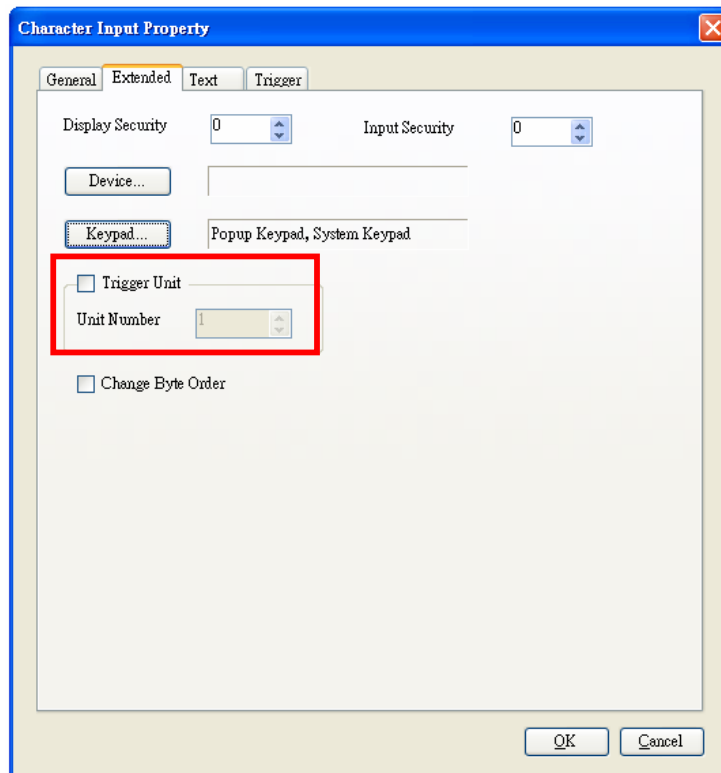 Character Input Property
General Extended Text Trigger
Display Security 0 Input Security 0
Device...
Keypad... Popup Keypad, System Keypad
Trigger Unit
Unit Number 1
Change Byte Order
OK Cancel